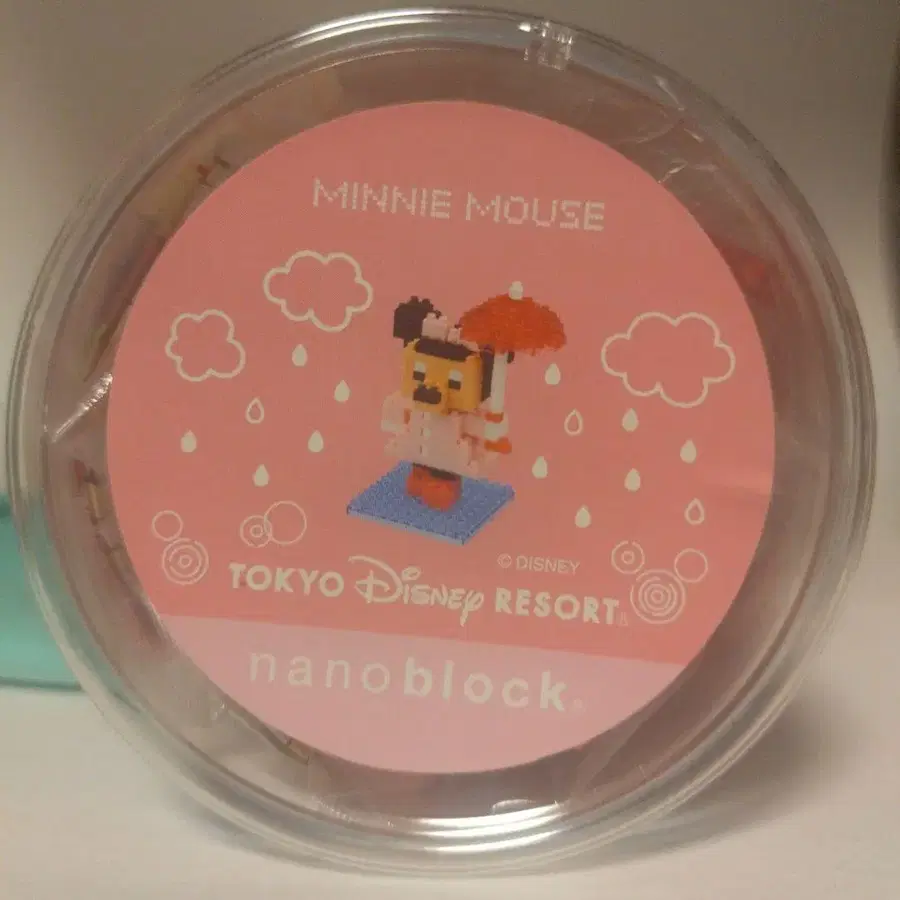 MINNIE MOUSE
© DISNEY
TOKYO Disney RESORT®
nanoblock®